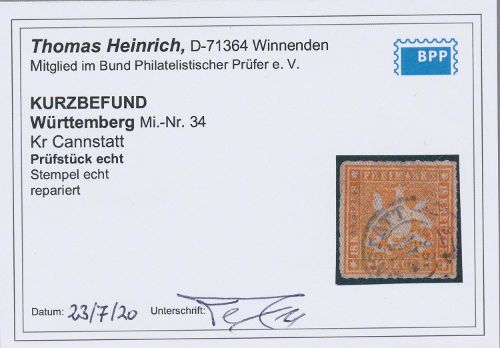 Thomas Heinrich, D-71364 Winnenden
Mitglied im Bund Philatelistischer Prüfer e. V.
BPP
KURZBEFUND
Württemberg Mi.-Nr. 34
Kr Cannstatt
Prüfstück echt
Stempel echt
repariert
FREIMARKE
Datum: 23/7/20 Unterschrift: